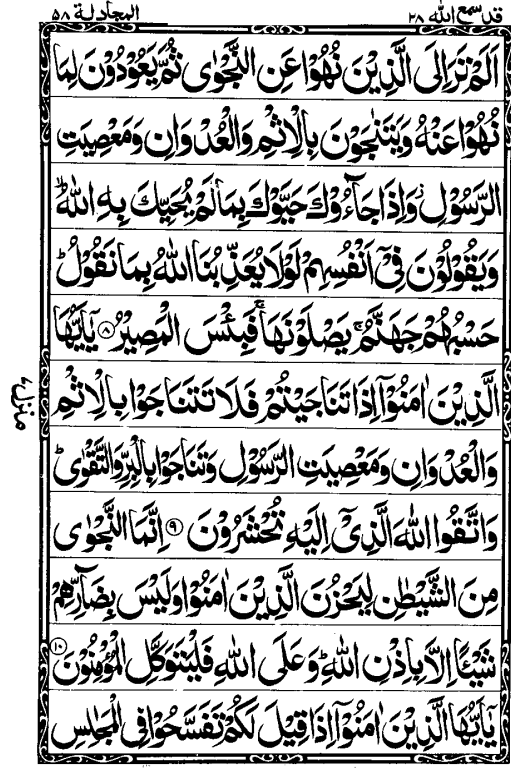 قد سمع الله ٢٨
المجادلة ٥٨
اَلَمْ تَرَ اِلَى الَّذِيْنَ نُهُوْا عَنِ النَّجْوٰى ثُمَّ يَعُوْدُوْنَ لِمَا
نُهُوْا عَنْهُ وَيَتَنٰجَوْنَ بِالْاِثْمِ وَالْعُدْوَانِ وَمَعْصِيَتِ
الرَّسُوْلِ ؗ وَاِذَا جَآءُوْكَ حَيَّوْكَ بِمَا لَمْ يُحَيِّكَ بِهِ اللّٰهُ ۙ
وَيَقُوْلُوْنَ فِيْۤ اَنْفُسِهِمْ لَوْلَا يُعَذِّبُنَا اللّٰهُ بِمَا نَقُوْلُ ؕ
حَسْبُهُمْ جَهَنَّمُ ۚ يَصْلَوْنَهَا ۚ فَبِئْسَ الْمَصِيْرُ ۝٨ يٰۤاَيُّهَا
الَّذِيْنَ اٰمَنُوْۤا اِذَا تَنَاجَيْتُمْ فَلَا تَتَنَاجَوْا بِالْاِثْمِ
وَالْعُدْوَانِ وَمَعْصِيَتِ الرَّسُوْلِ وَتَنَاجَوْا بِالْبِرِّ وَالتَّقْوٰى ؕ
وَاتَّقُوا اللّٰهَ الَّذِيْۤ اِلَيْهِ تُحْشَرُوْنَ ۝٩ اِنَّمَا النَّجْوٰى
مِنَ الشَّيْطٰنِ لِيَحْزُنَ الَّذِيْنَ اٰمَنُوْا وَلَيْسَ بِضَآرِّهِمْ
شَيْـًٔا اِلَّا بِاِذْنِ اللّٰهِ ؕ وَعَلَى اللّٰهِ فَلْيَتَوَكَّلِ الْمُؤْمِنُوْنَ ۝١٠
يٰۤاَيُّهَا الَّذِيْنَ اٰمَنُوْۤا اِذَا قِيْلَ لَكُمْ تَفَسَّحُوْا فِى الْمَجٰلِسِ
منزل ٧